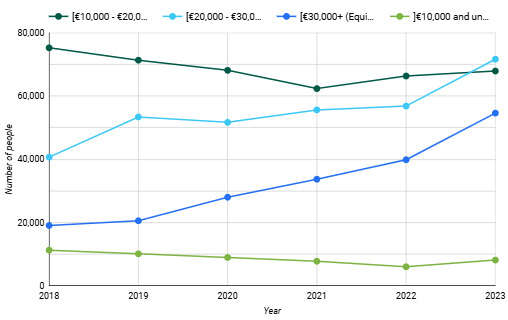 [€10,000 - €20,0... [€20,000 - €30,0... [€30,000+ (Equi... ]€10,000 and un...
80,000
60,000
40,000
20,000
0
2018 2019 2020 2021 2022 2023
Number of people
Year